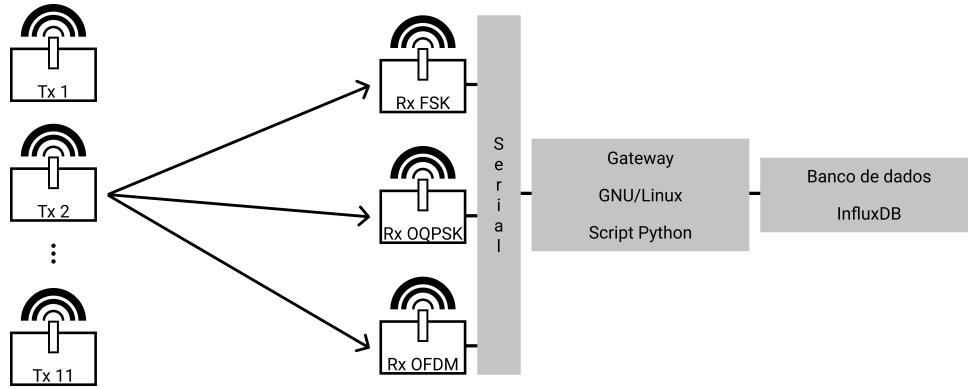 Tx 1
Tx 2
Tx 11
Rx FSK
Rx OQPSK
Rx OFDM
Serial
Gateway
GNU/Linux
Script Python
Banco de dados
InfluxDB